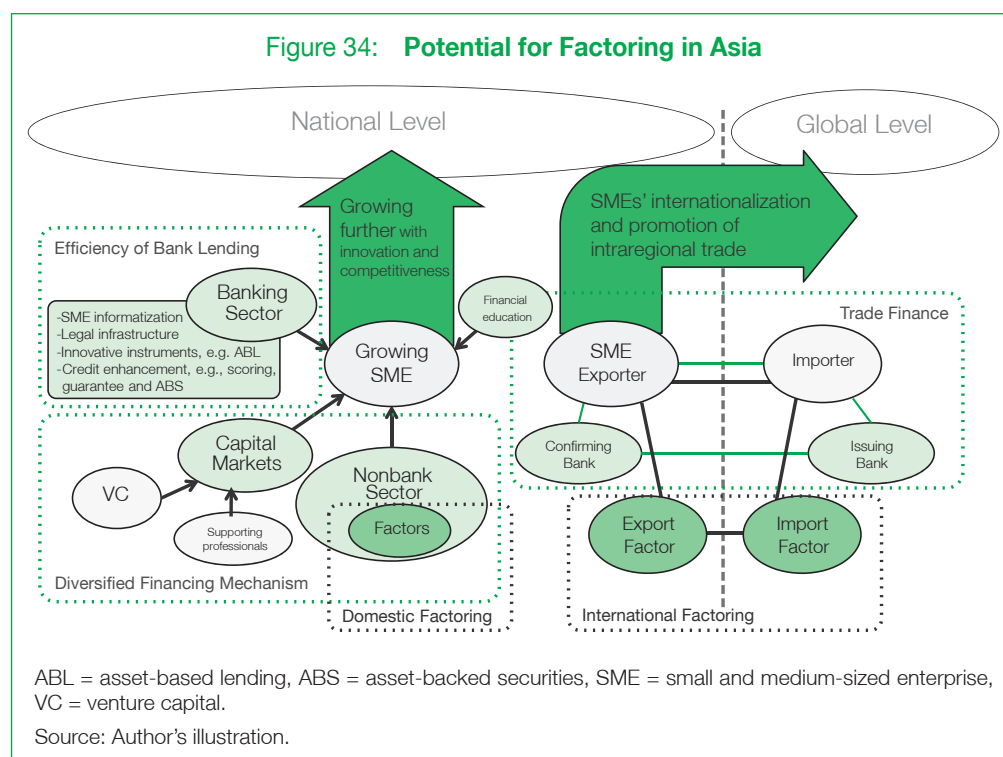 Figure 34: Potential for Factoring in Asia
National Level
Global Level
Growing
further with
innovation and
competitiveness
SMEs' internationalization
and promotion of
intraregional trade
Efficiency of Bank Lending
Banking
Sector
-SME informatization
-Legal infrastructure
-Innovative instruments, e.g. ABL
-Credit enhancement, e.g., scoring,
guarantee and ABS
Financial
education
Growing
SME
Trade Finance
SME
Exporter
Importer
Confirming
Bank
Issuing
Bank
Capital
Markets
VC
Supporting
professionals
Nonbank
Sector
Factors
Diversified Financing Mechanism
Domestic Factoring
Export
Factor
Import
Factor
International Factoring
ABL = asset-based lending, ABS = asset-backed securities, SME = small and medium-sized enterprise,
VC = venture capital.
Source: Author's illustration.